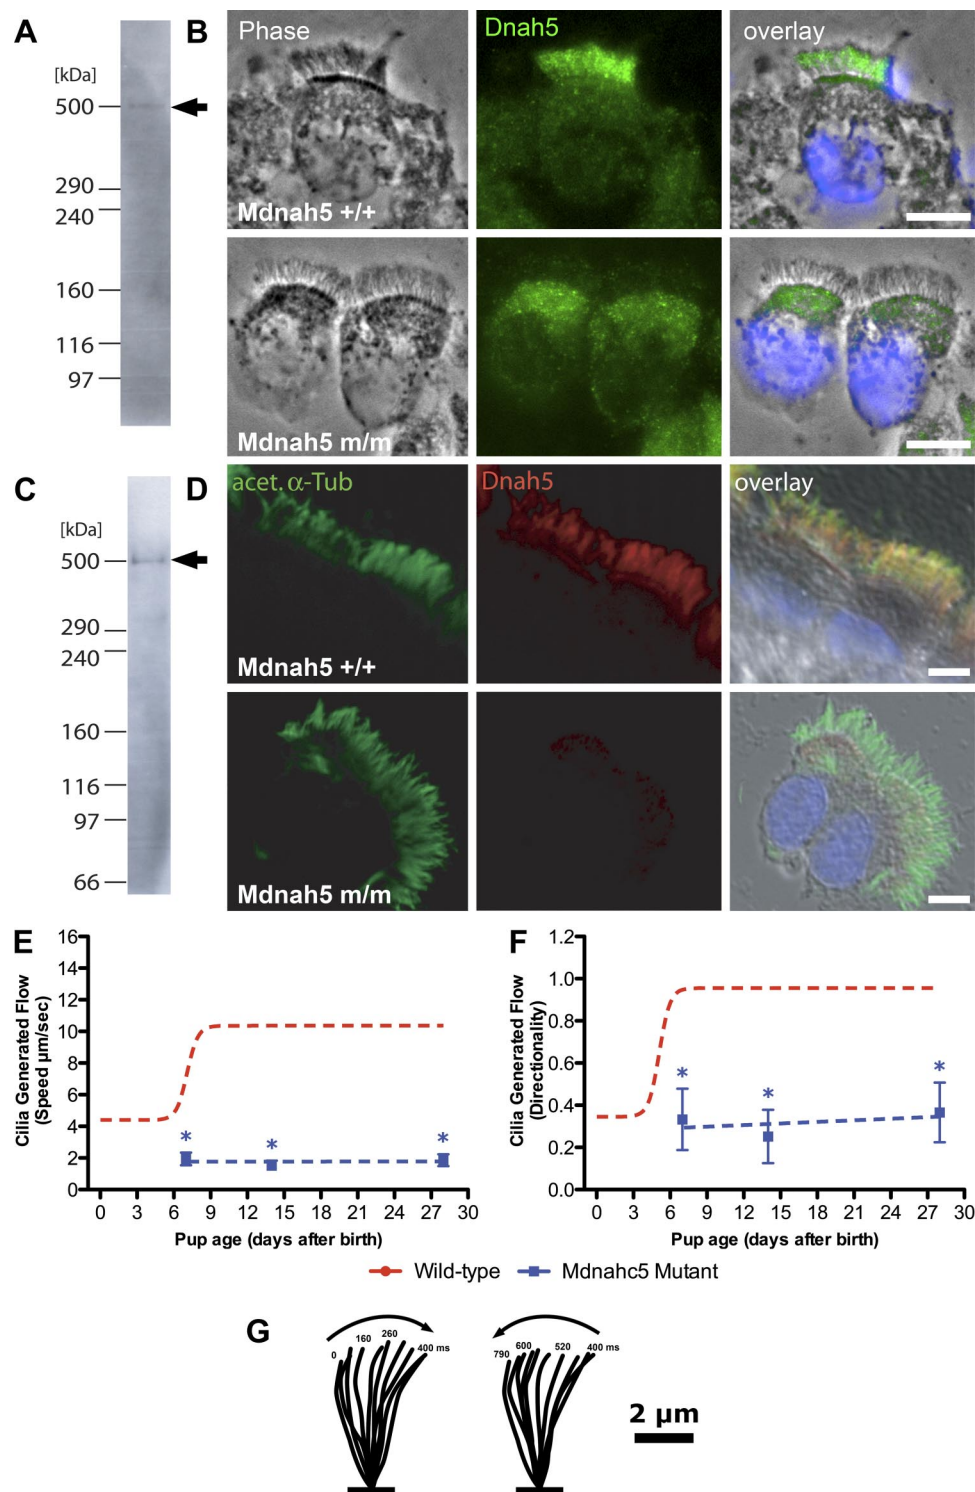 A
[kDa]
500
290
240
160
116
97
B
Phase
Dnah5
overlay
Mdnah5 +/+
Mdnah5 m/m
C
[kDa]
500
290
240
160
116
97
66
D
acet. α-Tub
Dnah5
overlay
Mdnah5 +/+
Mdnah5 m/m
E
Cilia Generated Flow
(Speed µm/sec)
16
14
12
10
8
6
4
2
0
* * *
0 3 6 9 12 15 18 21 24 27 30
Pup age (days after birth)
F
Cilia Generated Flow
(Directionality)
1.2
1.0
0.8
0.6
0.4
0.2
0.0
* * *
0 3 6 9 12 15 18 21 24 27 30
Pup age (days after birth)
Wild-type
Mdnahc5 Mutant
G
0 160 260 400 ms
790 600 520 400 ms
2 µm